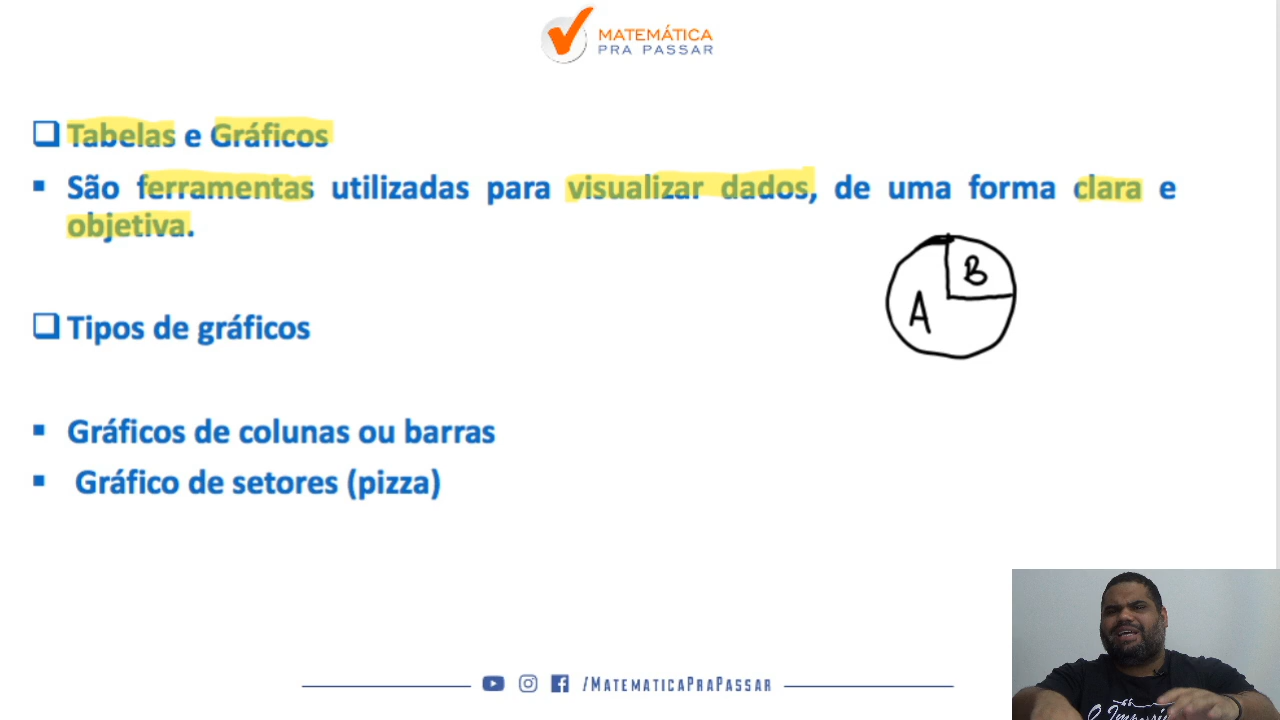 MATEMÁTICA
PRA PASSAR
Tabelas e Gráficos
São ferramentas utilizadas para visualizar dados, de uma forma clara e
objetiva.
B
A
Tipos de gráficos
Gráficos de colunas ou barras
Gráfico de setores (pizza)
/MATEMATICAPRAPASSAR
O